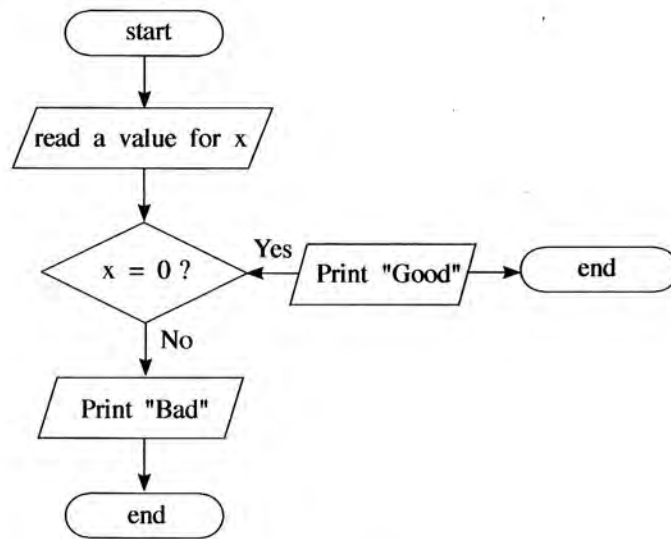 start
read a value for x
x = 0 ?
Yes
Print "Good"
end
No
Print "Bad"
end